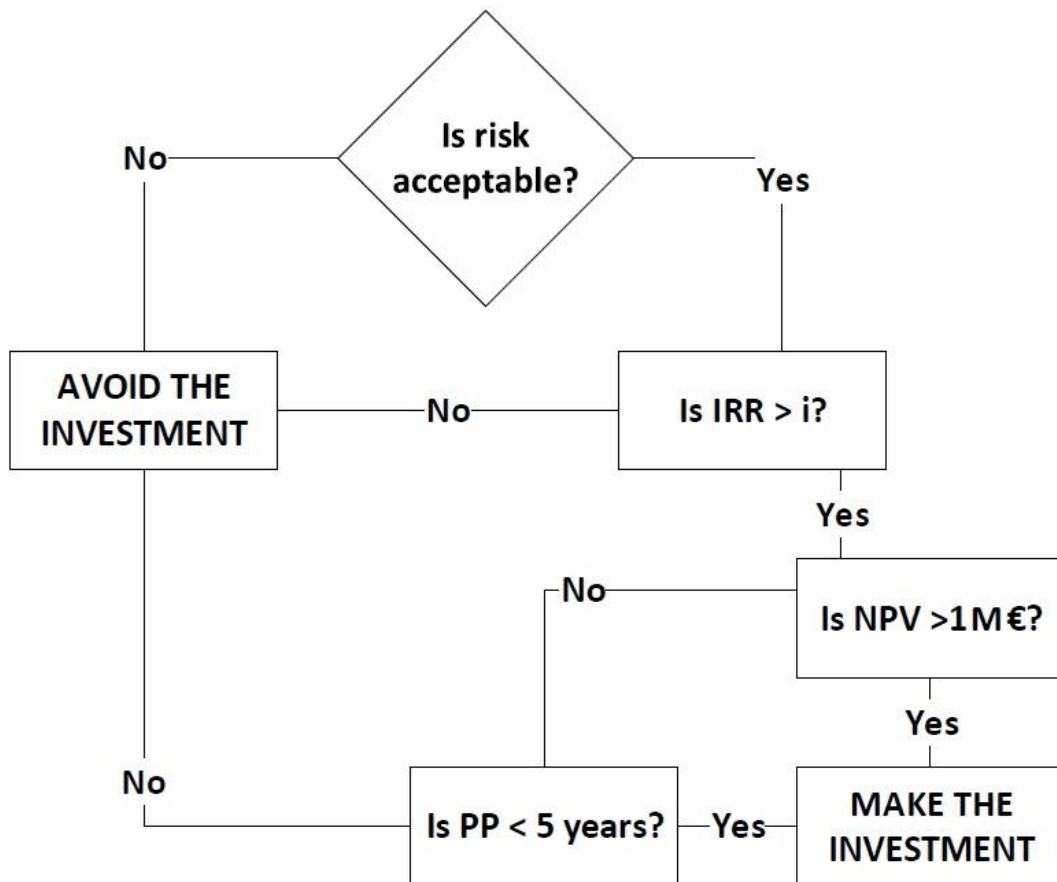 Is risk
acceptable?
No
Yes
AVOID THE
INVESTMENT
No
Is IRR > i?
Yes
No
Is NPV >1M€?
Yes
No
Is PP < 5 years?
Yes
MAKE THE
INVESTMENT